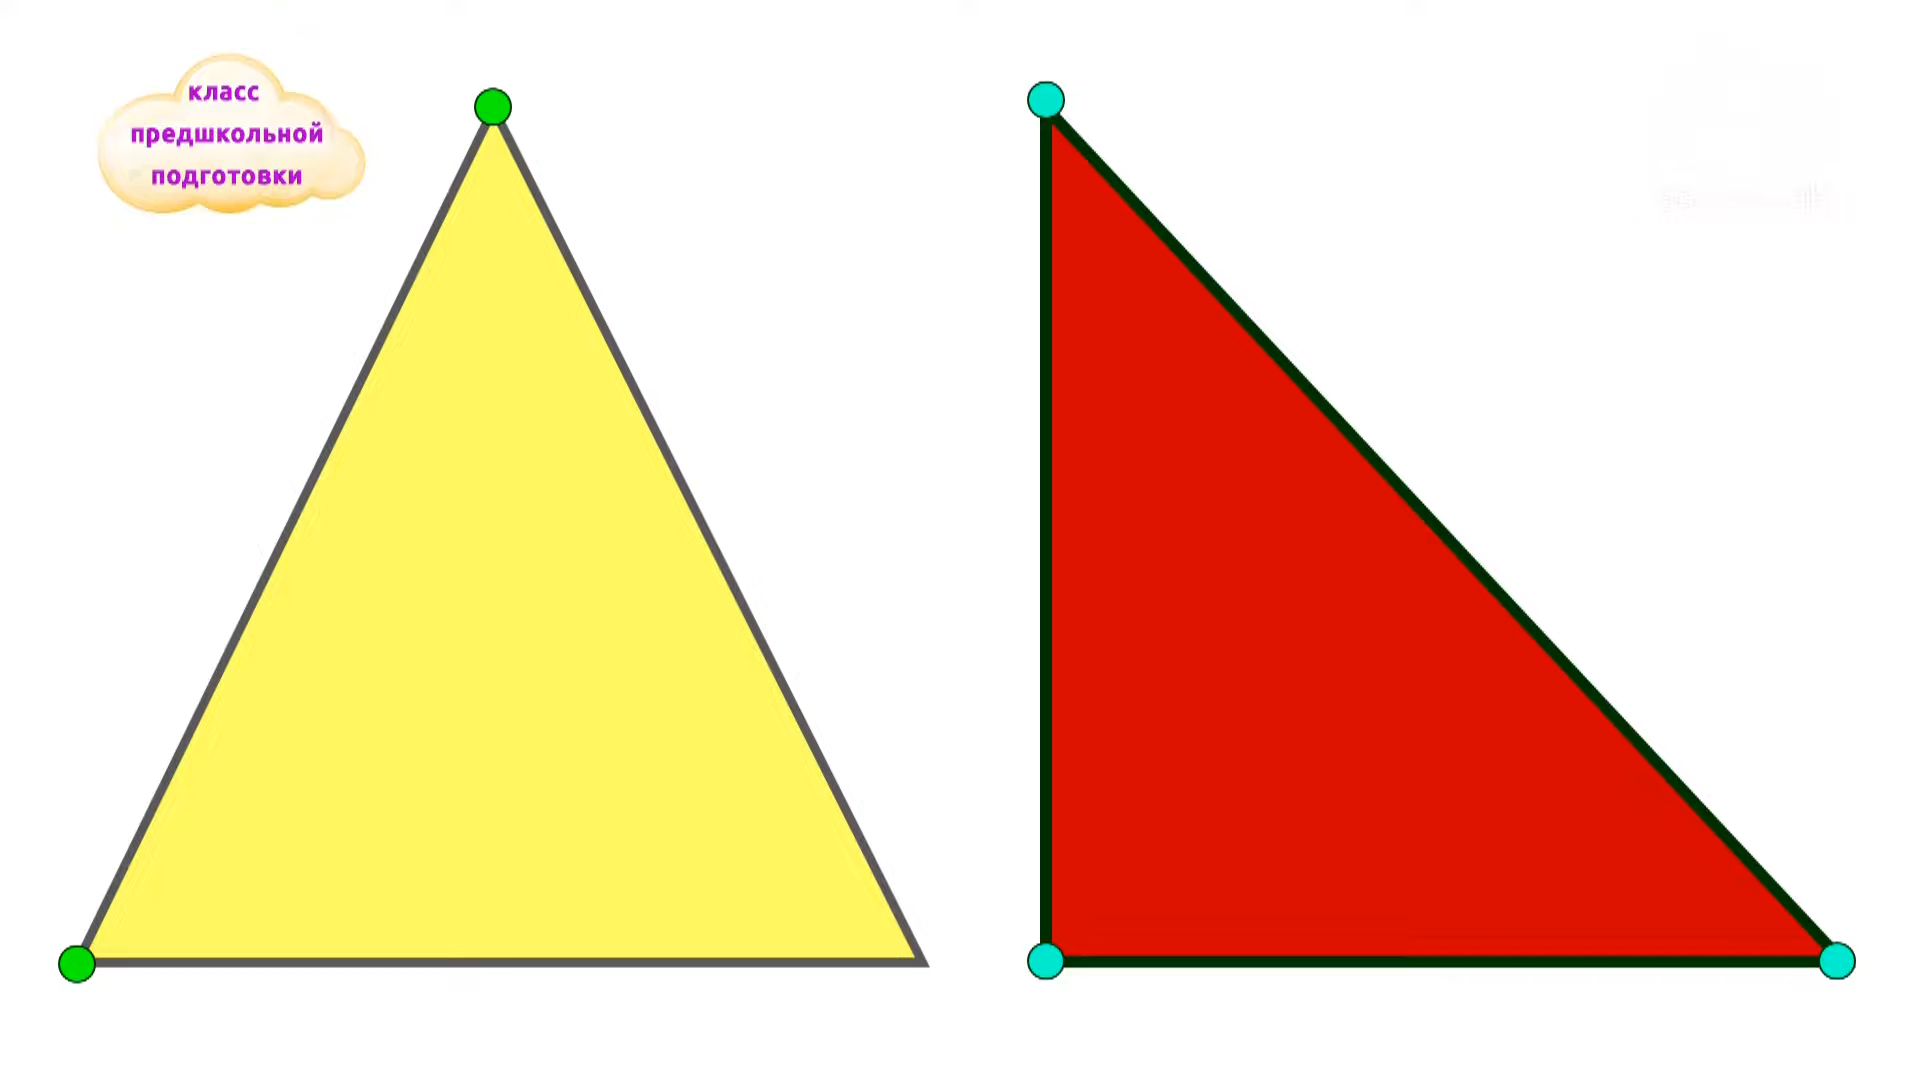 класс
предшкольной
подготовки